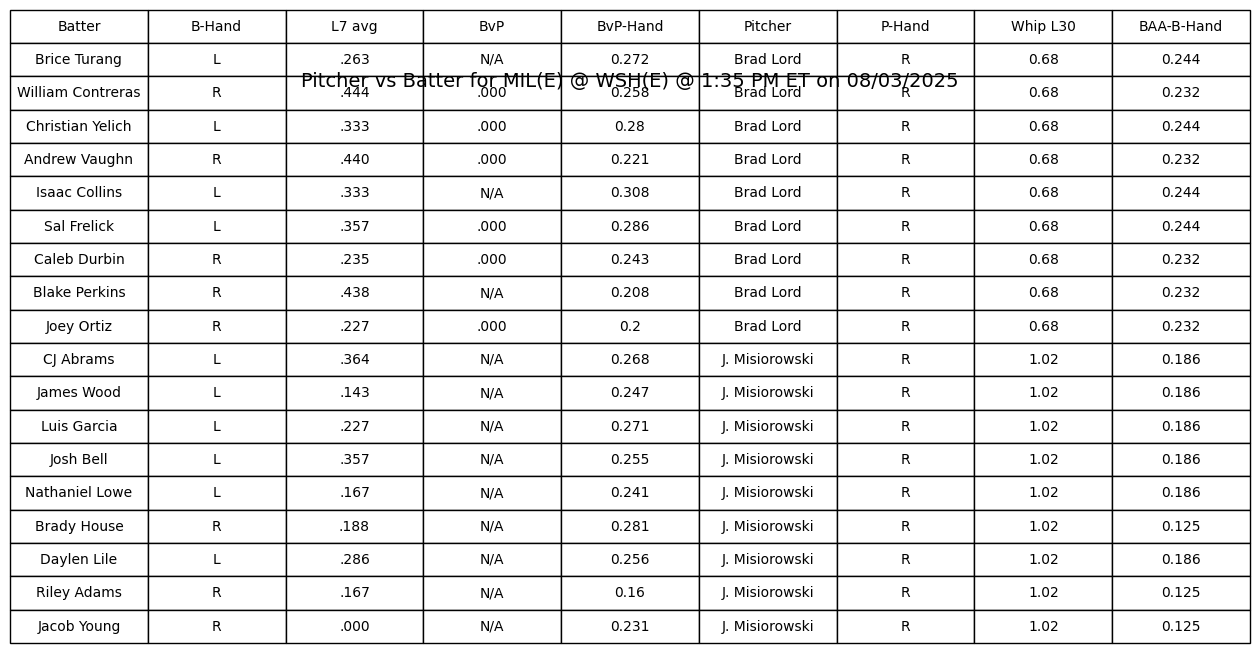 Batter B-Hand L7 avg BvP BvP-Hand Pitcher P-Hand Whip L30 BAA-B-Hand
Brice Turang L .263 N/A 0.272 Brad Lord R 0.68 0.244
Pitcher vs Batter for MIL(E) @ WSH(E) @ 1:35 PM ET on 08/03/2025
William Contreras R .444 .000 0.258 Brad Lord R 0.68 0.232
Christian Yelich L .333 .000 0.28 Brad Lord R 0.68 0.244
Andrew Vaughn R .440 .000 0.221 Brad Lord R 0.68 0.232
Isaac Collins L .333 N/A 0.308 Brad Lord R 0.68 0.244
Sal Frelick L .357 .000 0.286 Brad Lord R 0.68 0.244
Caleb Durbin R .235 .000 0.243 Brad Lord R 0.68 0.232
Blake Perkins R .438 N/A 0.208 Brad Lord R 0.68 0.232
Joey Ortiz R .227 .000 0.2 Brad Lord R 0.68 0.232
CJ Abrams L .364 N/A 0.268 J. Misiorowski R 1.02 0.186
James Wood L .143 N/A 0.247 J. Misiorowski R 1.02 0.186
Luis Garcia L .227 N/A 0.271 J. Misiorowski R 1.02 0.186
Josh Bell L .357 N/A 0.255 J. Misiorowski R 1.02 0.186
Nathaniel Lowe L .167 N/A 0.241 J. Misiorowski R 1.02 0.186
Brady House R .188 N/A 0.281 J. Misiorowski R 1.02 0.125
Daylen Lile L .286 N/A 0.256 J. Misiorowski R 1.02 0.186
Riley Adams R .167 N/A 0.16 J. Misiorowski R 1.02 0.125
Jacob Young R .000 N/A 0.231 J. Misiorowski R 1.02 0.125